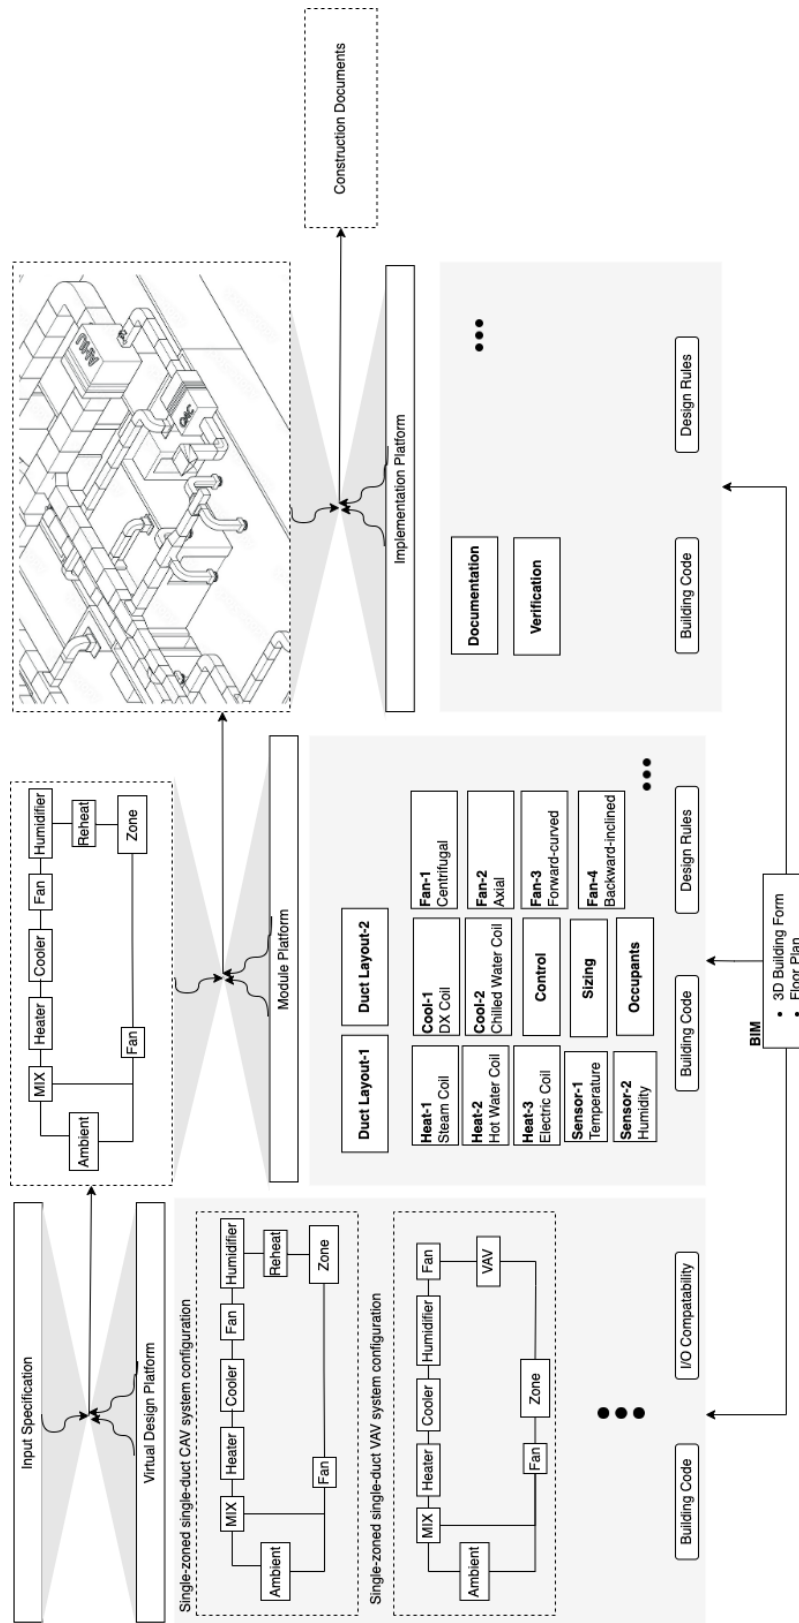 Input Specification
Virtual Design Platform
Single-zoned single-duct CAV system configuration
Ambient
MIX
Heater
Cooler
Fan
Humidifier
Reheat
Zone
Fan
Single-zoned single-duct VAV system configuration
Ambient
MIX
Heater
Cooler
Humidifier
Fan
VAV
Zone
Fan
Building Code
I/O Compatability
Ambient
MIX
Heater
Cooler
Fan
Humidifier
Reheat
Zone
Fan
Module Platform
Duct Layout-1
Duct Layout-2
Heat-1
Steam Coil
Cool-1
DX Coil
Fan-1
Centrifugal
Heat-2
Hot Water Coil
Cool-2
Chilled Water Coil
Fan-2
Axial
Heat-3
Electric Coil
Control
Fan-3
Forward-curved
Sensor-1
Temperature
Sizing
Fan-4
Backward-inclined
Sensor-2
Humidity
Occupants
Building Code
Design Rules
AHU
Implementation Platform
Documentation
Verification
Building Code
Design Rules
Construction Documents
BIM
• 3D Building Form
• Floor Plan